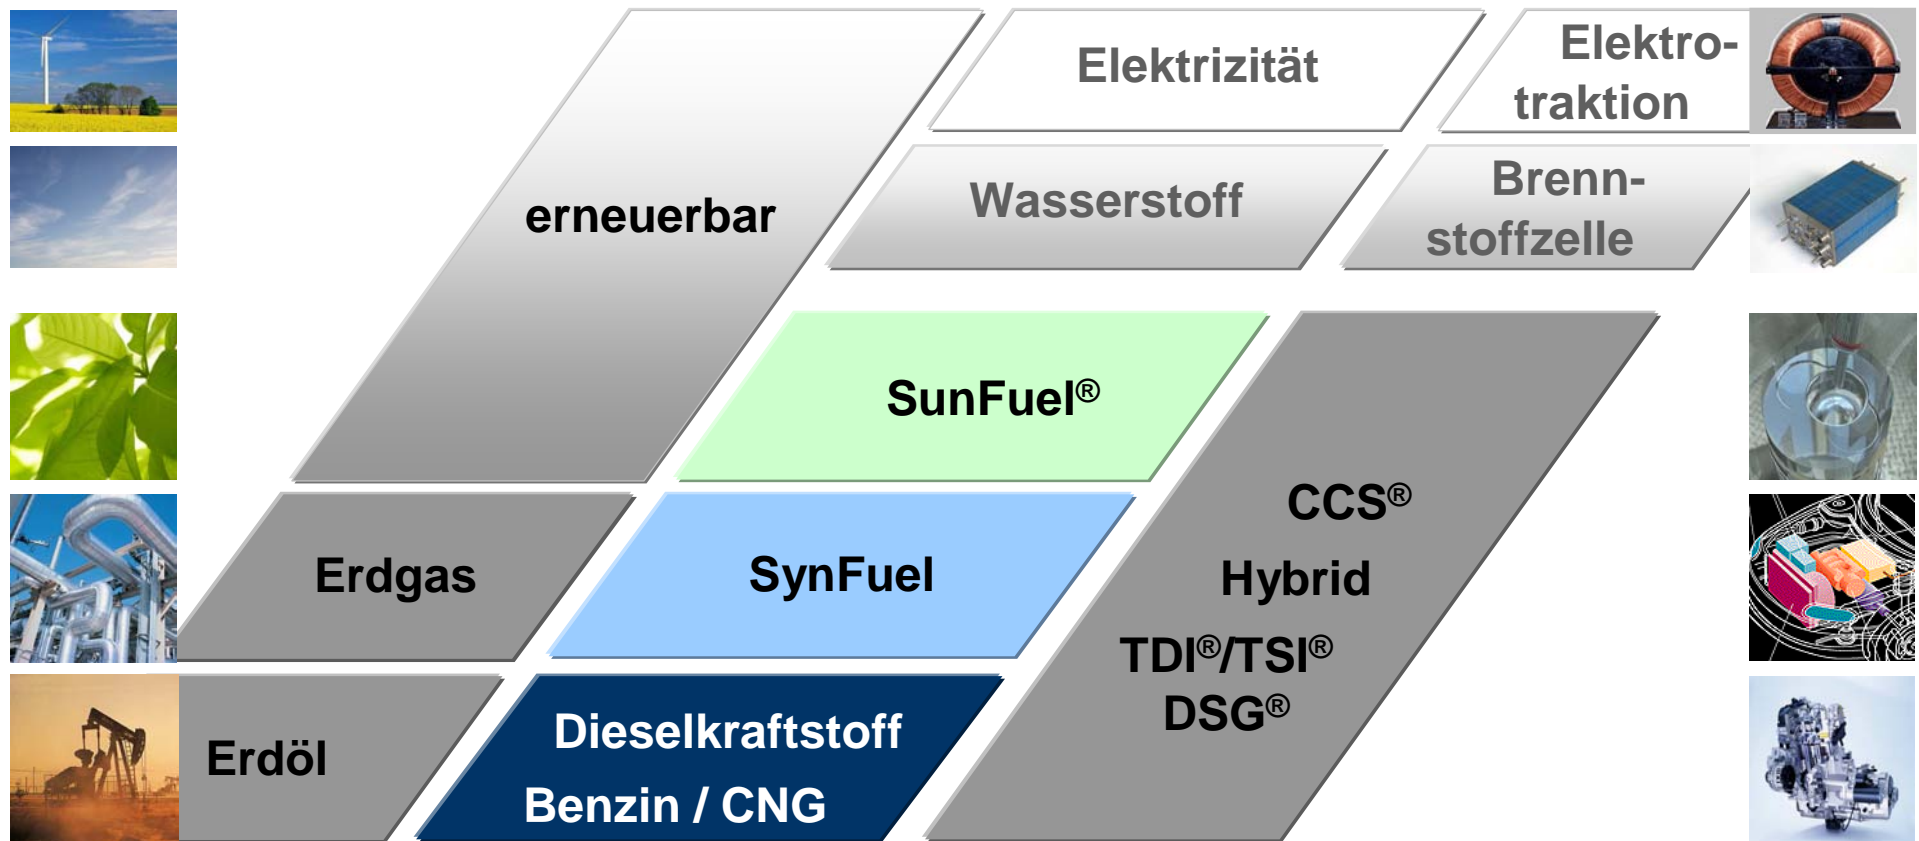 Elektrizität
Elektro-
traktion
erneuerbar
Wasserstoff
Brenn-
stoffzelle
SunFuel®
CCS®
Erdgas
SynFuel
Hybrid
TDI®/TSI®
DSG®
Erdöl
Dieselkraftstoff
Benzin / CNG